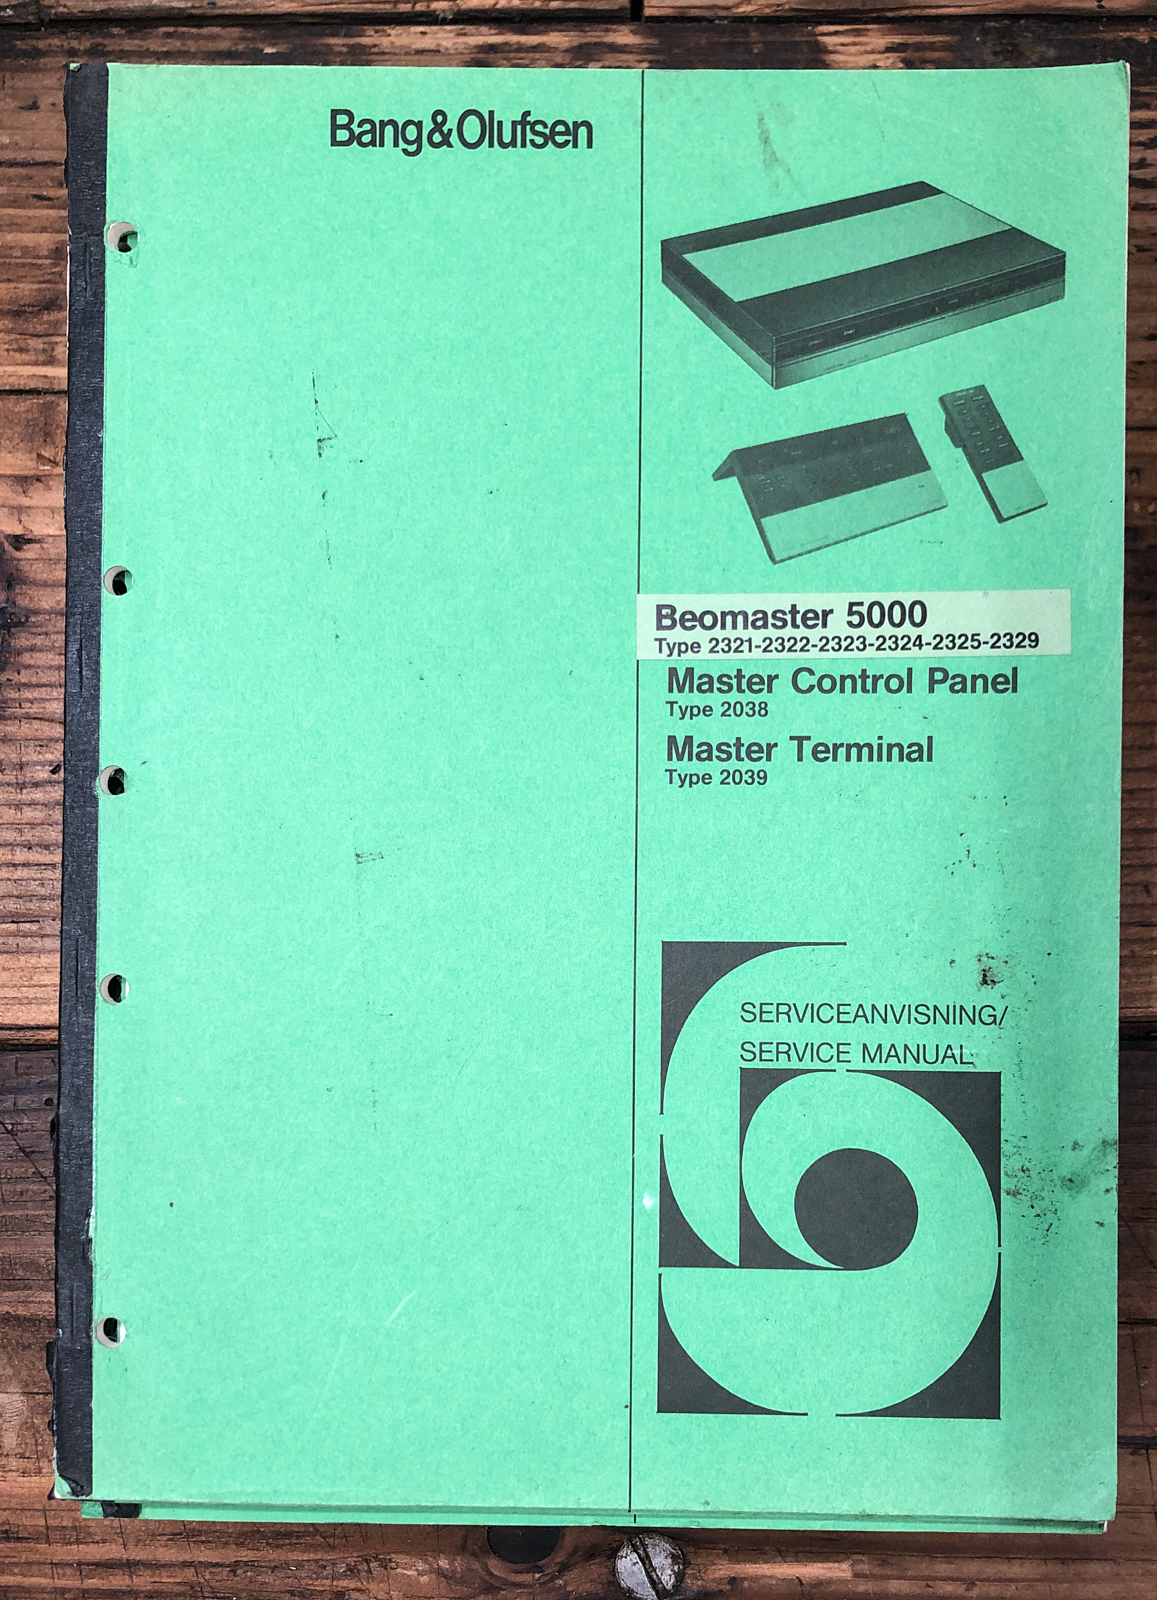 Bang&Olufsen
Beomaster 5000
Type 2321-2322-2323-2324-2325-2329
Master Control Panel
Type 2038
Master Terminal
Type 2039
SERVICEANVISNING/
SERVICE MANUAL